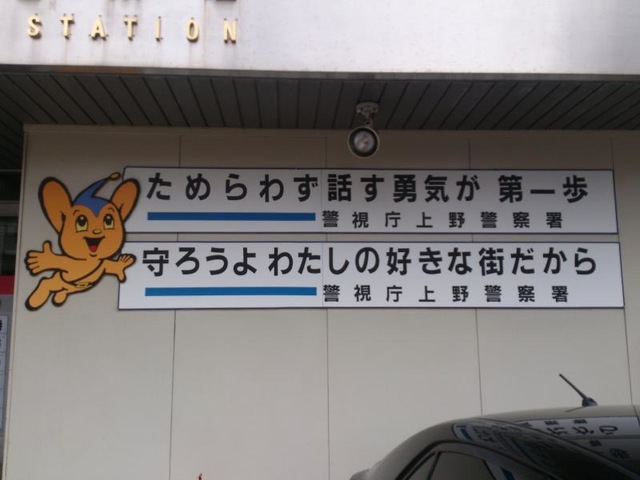 STATION
ためらわず 話す勇気が 第一歩
警視庁上野警察署
守ろうよ わたしの好きな街だから
警視庁上野警察署